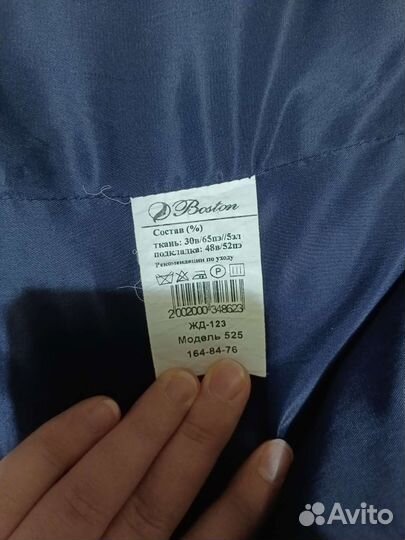 Boston
Состав (%)
ткань: 30в/65пэ//5эл
подкладка: 48в/52пэ
Рекомендации по уходу
2002000348623
ЖД-123
Модель 525
164-84-76
Avito